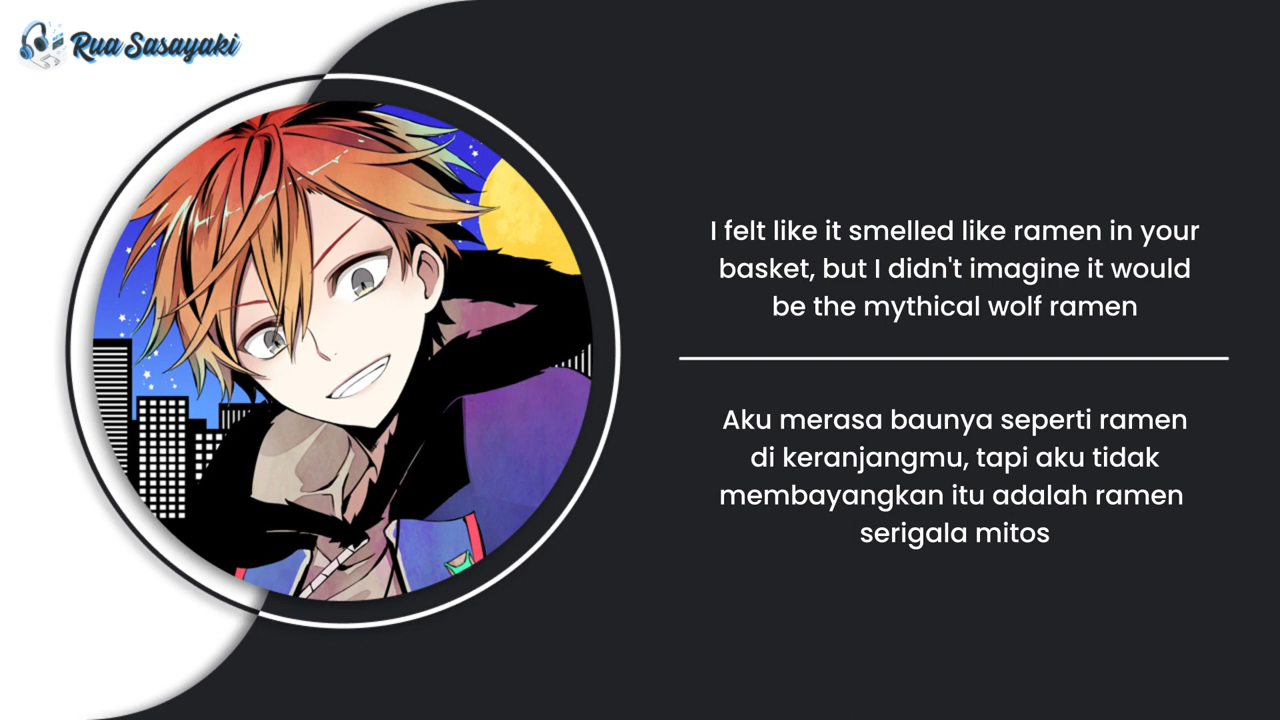 Rua Sasayaki
I felt like it smelled like ramen in your
basket, but I didn't imagine it would
be the mythical wolf ramen
Aku merasa baunya seperti ramen
di keranjangmu, tapi aku tidak
membayangkan itu adalah ramen
serigala mitos